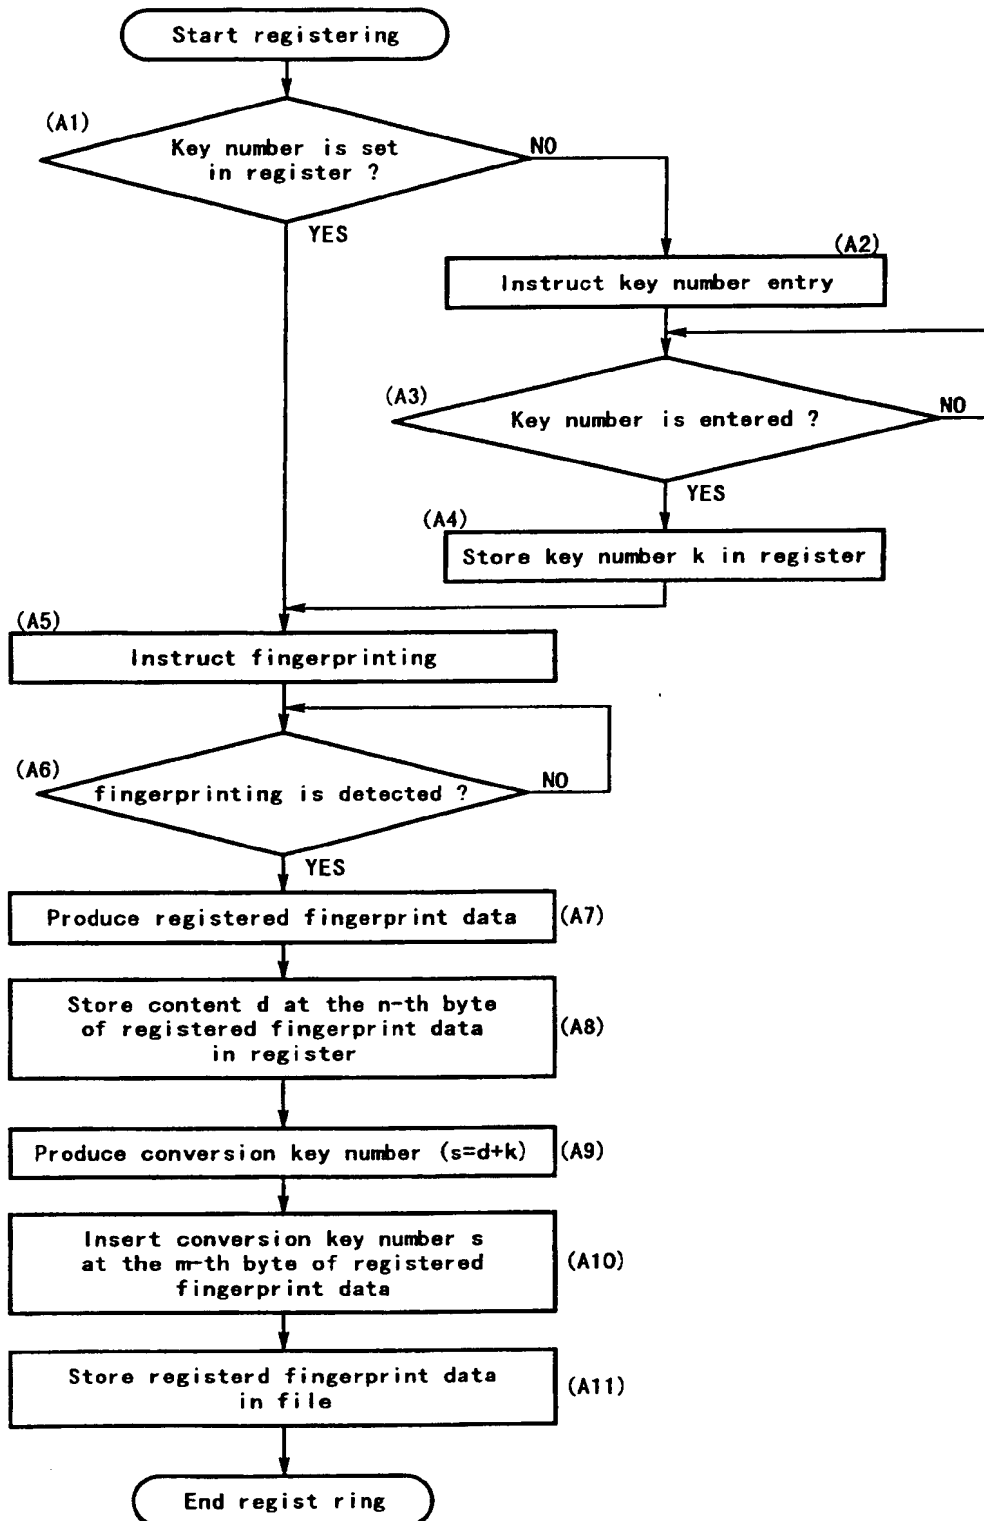 Start registering
(A1)
Key number is set
in register ?
NO
YES
(A2)
Instruct key number entry
(A3)
Key number is entered ?
NO
YES
(A4)
Store key number k in register
(A5)
Instruct fingerprinting
(A6)
fingerprinting is detected ?
NO
YES
Produce registered fingerprint data
(A7)
Store content d at the n-th byte
of registered fingerprint data
in register
(A8)
Produce conversion key number (s=d+k)
(A9)
Insert conversion key number s
at the m-th byte of registered
fingerprint data
(A10)
Store registerd fingerprint data
in file
(A11)
End regist ring